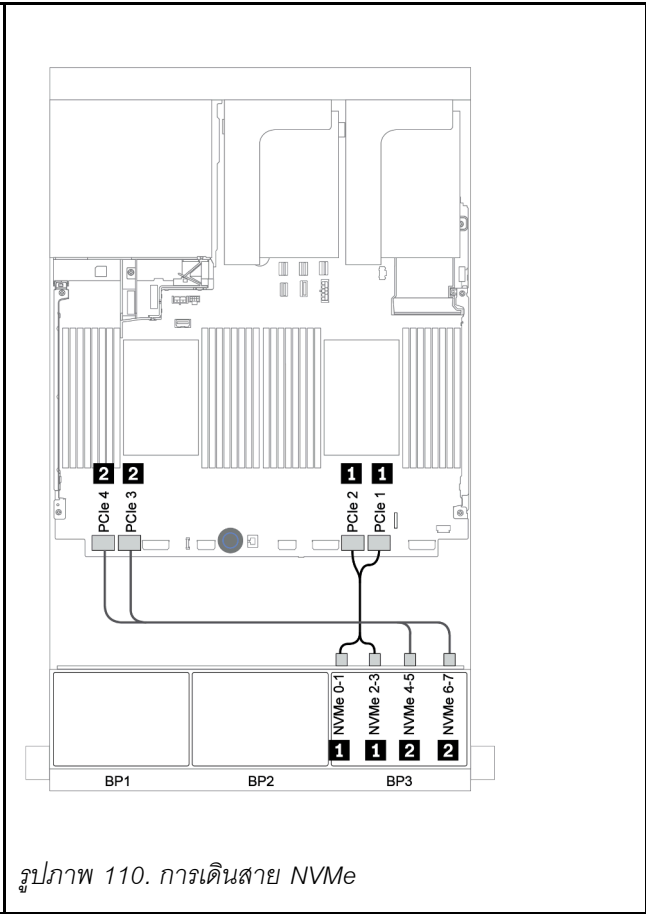 2 2 1 1
PCIe 4 PCIe 3 PCIe 2 PCIe 1
NVMe 0-1 NVMe 2-3 NVMe 4-5 NVMe 6-7
1 1 2 2
BP1 BP2 BP3
รูปภาพ 110. การเดินสาย NVMe